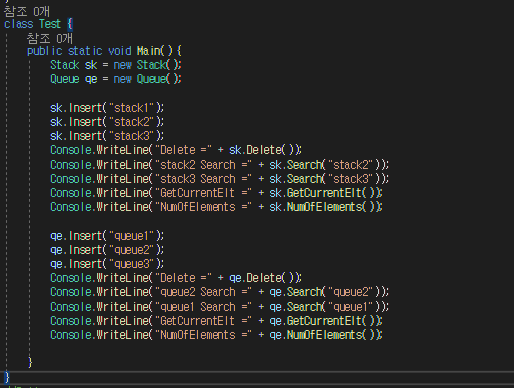 참조 0개
class Test {
참조 0개
public static void Main() {
Stack sk = new Stack();
Queue qe = new Queue();
sk.Insert("stack1");
sk.Insert("stack2");
sk.Insert("stack3");
Console.WriteLine("Delete =" + sk.Delete());
Console.WriteLine("stack2 Search =" + sk.Search("stack2"));
Console.WriteLine("stack3 Search =" + sk.Search("stack3"));
Console.WriteLine("GetCurrentElt =" + sk.GetCurrentElt());
Console.WriteLine("NumOfElements =" + sk.NumOfElements());
qe.Insert("queue1");
qe.Insert("queue2");
qe.Insert("queue3");
Console.WriteLine("Delete =" + qe.Delete());
Console.WriteLine("queue2 Search =" + qe.Search("queue2"));
Console.WriteLine("queue1 Search =" + qe.Search("queue1"));
Console.WriteLine("GetCurrentElt =" + qe.GetCurrentElt());
Console.WriteLine("NumOfElements =" + qe.NumOfElements());
}
}